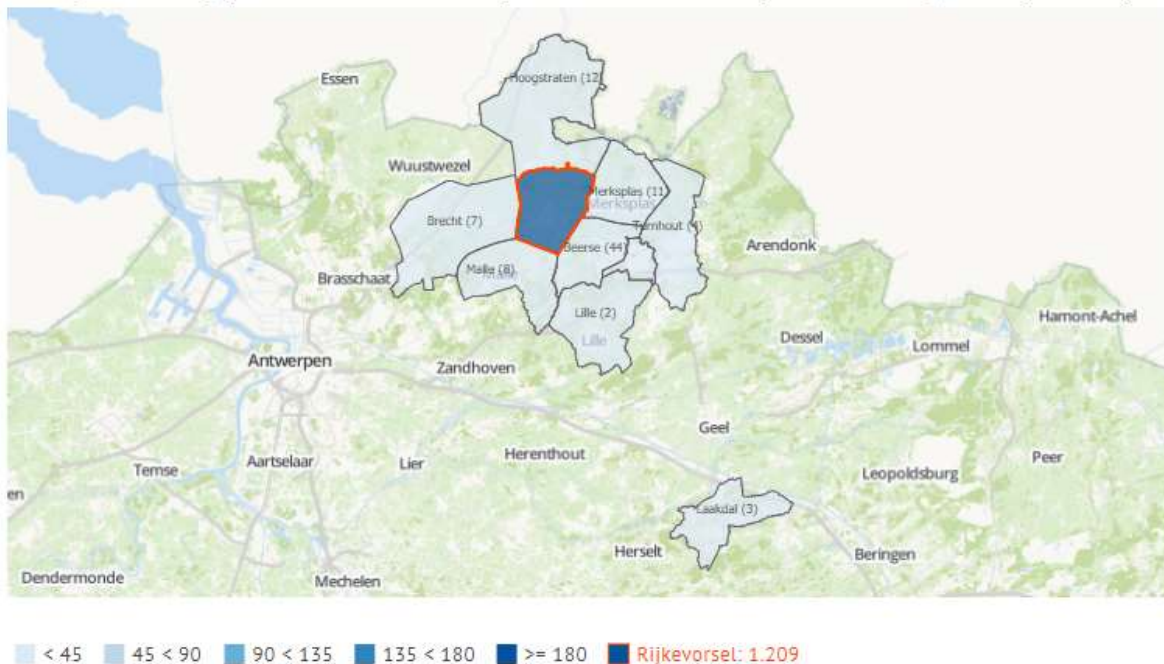 Essen
Hoogstraten (12
Wuustwezel
Merksplas (11
Merksplas
Brecht (7)
Turnhout (4)
Beerse (44)
Arendonk
Malle (8)
Brasschaat
Lille (2)
Hamont-Achel
Dessel
Lille
Lommel
Antwerpen
Zandhoven
Geel
Herenthout
Peer
Aartselaar
Lier
Temse
Leopoldsburg
en
Laakdal (3)
Herselt
Beringen
Dendermonde
Mechelen
< 45 45 < 90 90 < 135 135 < 180 >= 180 Rijkevorsel: 1.209